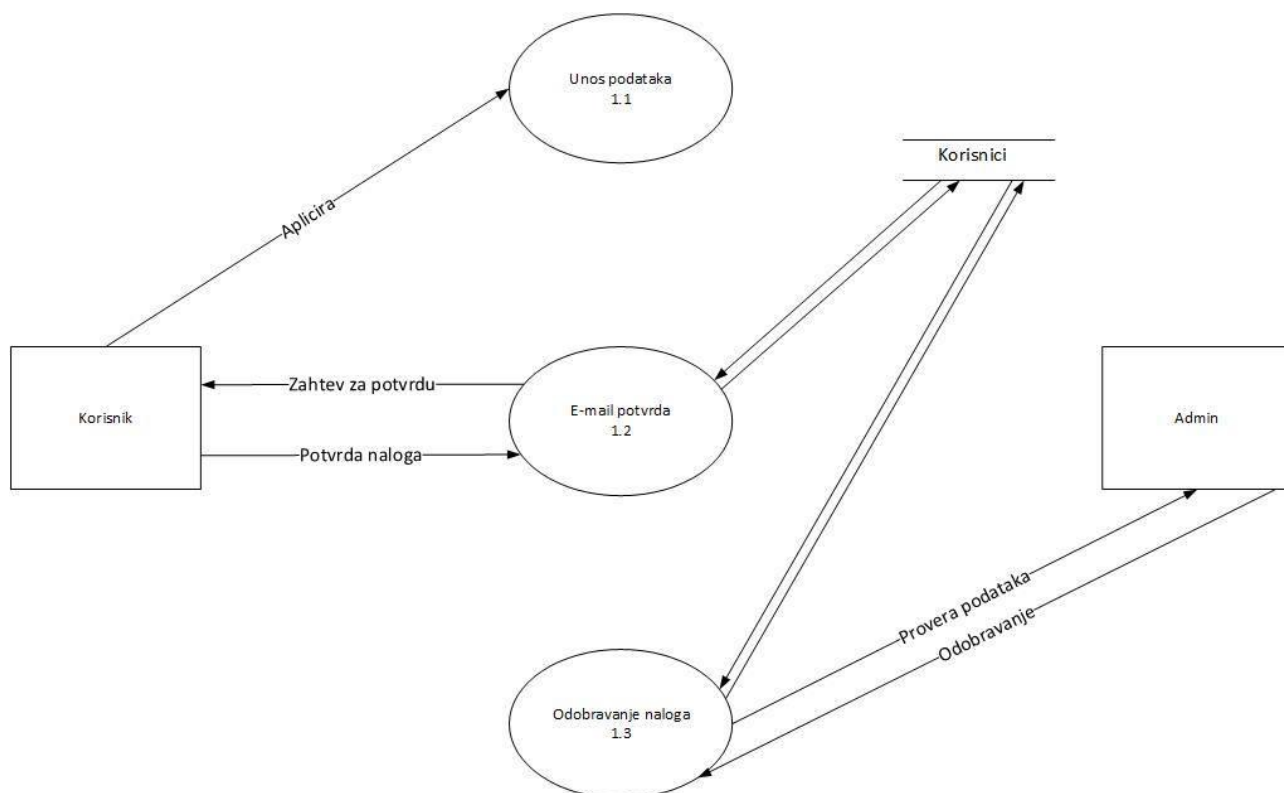 Unos podataka
1.1
Korisnici
Aplicira
Zahtev za potvrdu
Korisnik
E-mail potvrda
1.2
Admin
Potvrda naloga
Provera podataka
Odobravanje
Odobravanje naloga
1.3